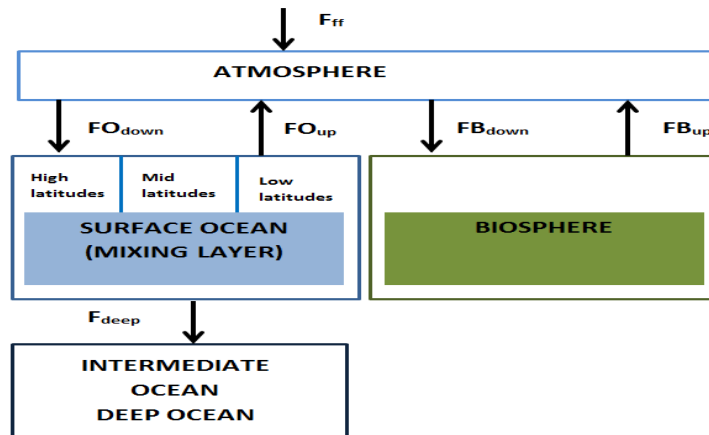 Fff
ATMOSPHERE
FOdown
FOup
FBdown
FBup
High
latitudes
Mid
latitudes
Low
latitudes
SURFACE OCEAN
(MIXING LAYER)
BIOSPHERE
Fdeep
INTERMEDIATE
OCEAN
DEEP OCEAN